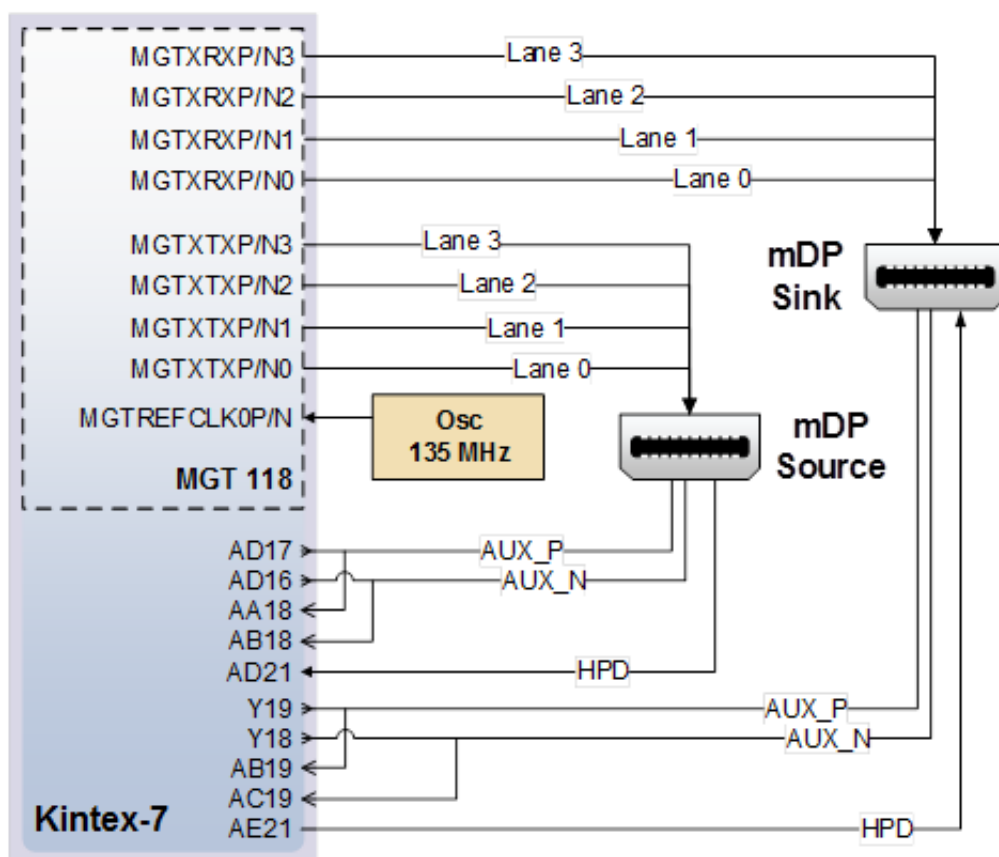 MGTXRXP/N3
Lane 3
MGTXRXP/N2
Lane 2
MGTXRXP/N1
Lane 1
MGTXRXP/N0
Lane 0
MGTXTXP/N3
Lane 3
mDP
Sink
MGTXTXP/N2
Lane 2
MGTXTXP/N1
Lane 1
MGTXTXP/N0
Lane 0
MGTREFCLK0P/N
Osc
135 MHz
mDP
Source
MGT 118
AD17
AUX_P
AD16
AUX_N
AA18
AB18
AD21
HPD
Y19
AUX_P
Y18
AUX_N
AB19
AC19
Kintex-7
AE21
HPD